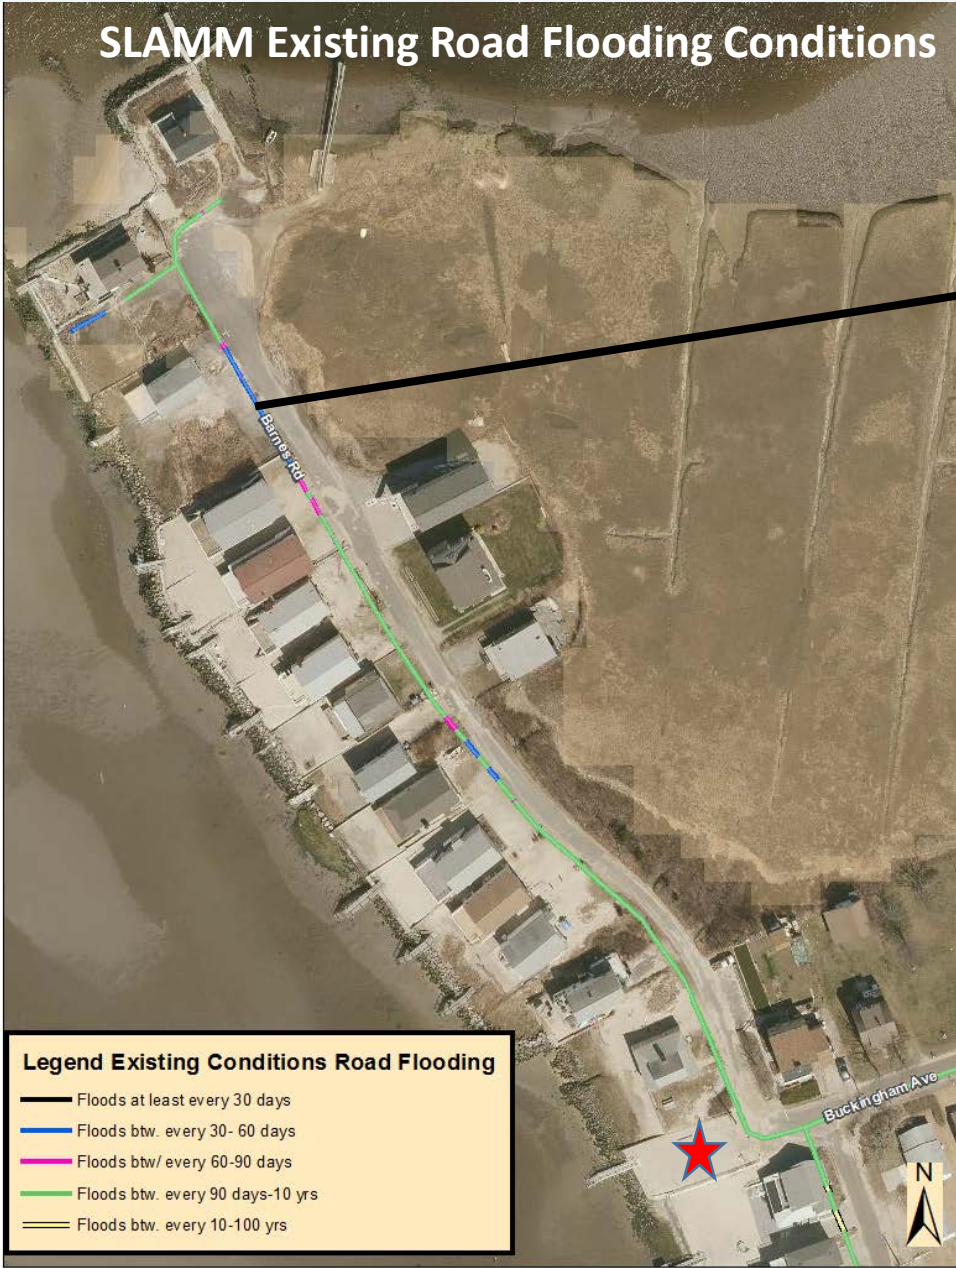 SLAMM Existing Road Flooding Conditions
Barnes Rd
Buckingham Ave
Legend Existing Conditions Road Flooding
Floods at least every 30 days
Floods btw. every 30- 60 days
Floods btw/ every 60-90 days
Floods btw. every 90 days-10 yrs
Floods btw. every 10-100 yrs
N